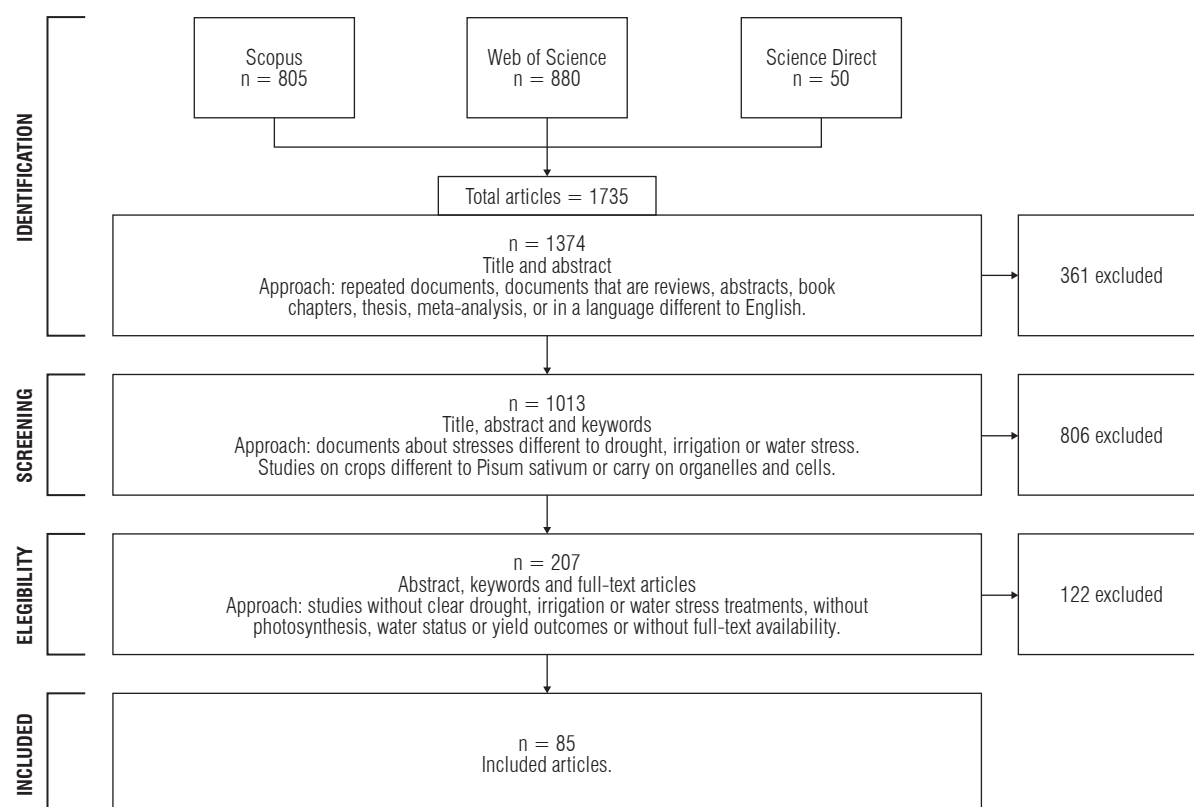 IDENTIFICATION
Scopus
n = 805
Web of Science
n = 880
Science Direct
n = 50
Total articles = 1735
n = 1374
Title and abstract
Approach: repeated documents, documents that are reviews, abstracts, book
chapters, thesis, meta-analysis, or in a language different to English.
361 excluded
SCREENING
n = 1013
Title, abstract and keywords
Approach: documents about stresses different to drought, irrigation or water stress.
Studies on crops different to Pisum sativum or carry on organelles and cells.
806 excluded
ELEGIBILITY
n = 207
Abstract, keywords and full-text articles
Approach: studies without clear drought, irrigation or water stress treatments, without
photosynthesis, water status or yield outcomes or without full-text availability.
122 excluded
INCLUDED
n = 85
Included articles.